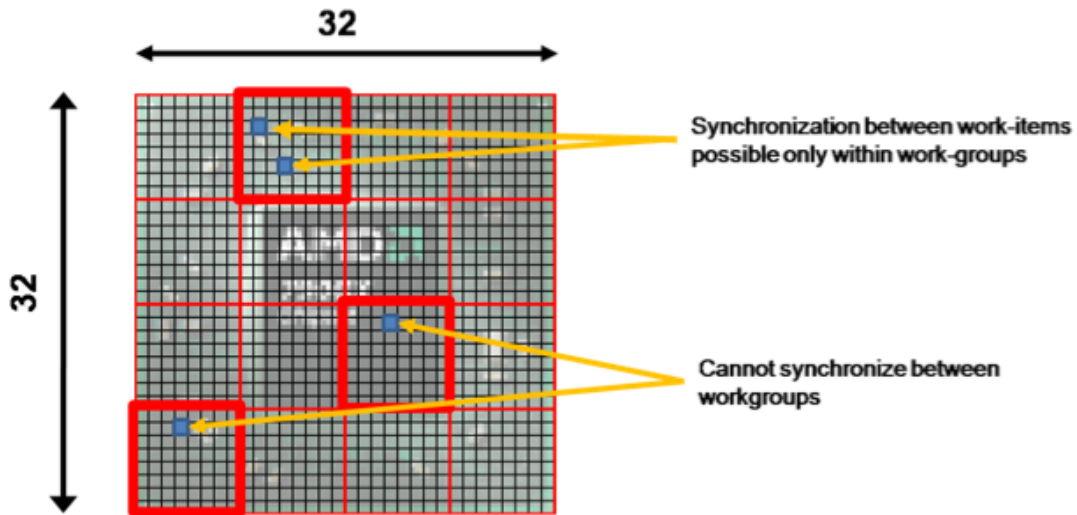 32
Synchronization between work-items
possible only within work-groups
AMD
32
Cannot synchronize between
workgroups